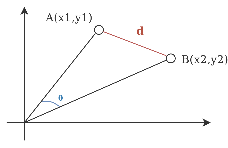 A(x1,y1)
d
B(x2,y2)
θ